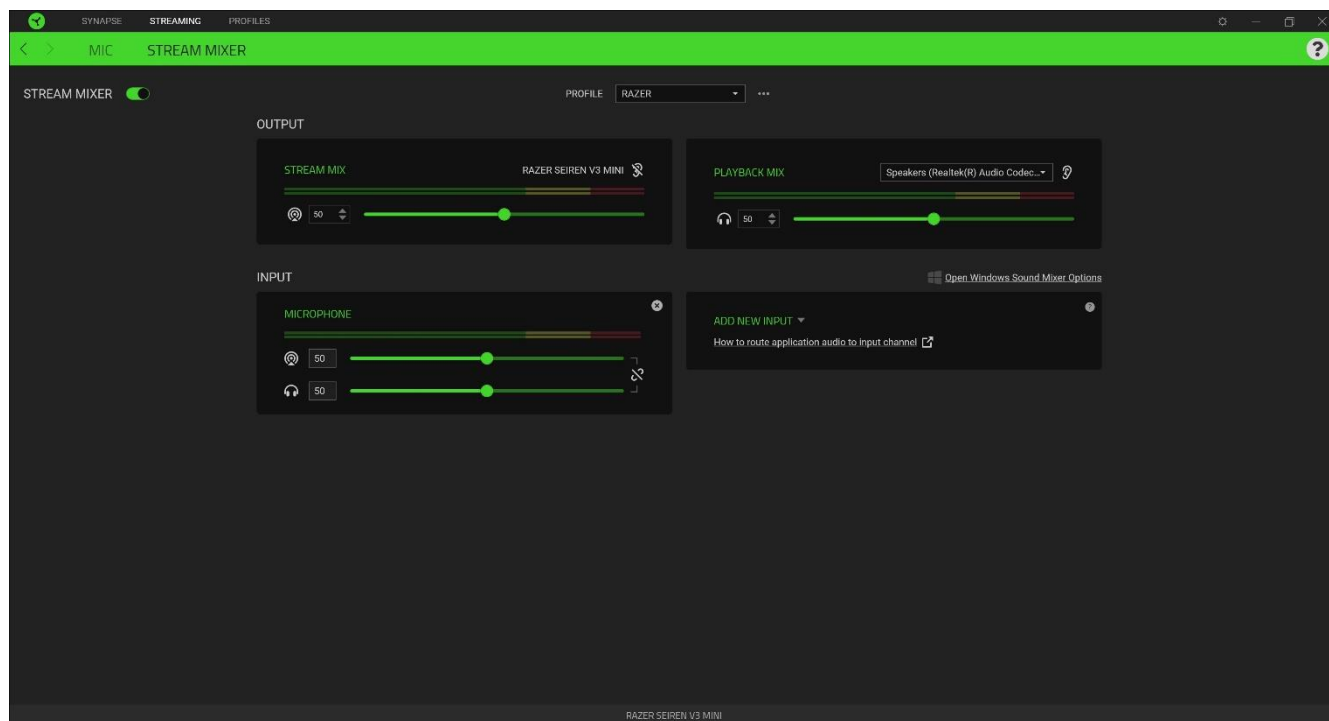 SYNAPSE STREAMING PROFILES
MIC STREAM MIXER ?
STREAM MIXER PROFILE RAZER
OUTPUT
STREAM MIX RAZER SEIREN V3 MINI
50
PLAYBACK MIX Speakers (Realtek(R) Audio Codec...
50
INPUT
Open Windows Sound Mixer Options
MICROPHONE
50
50
ADD NEW INPUT ?
How to route application audio to input channel
RAZER SEIREN V3 MINI